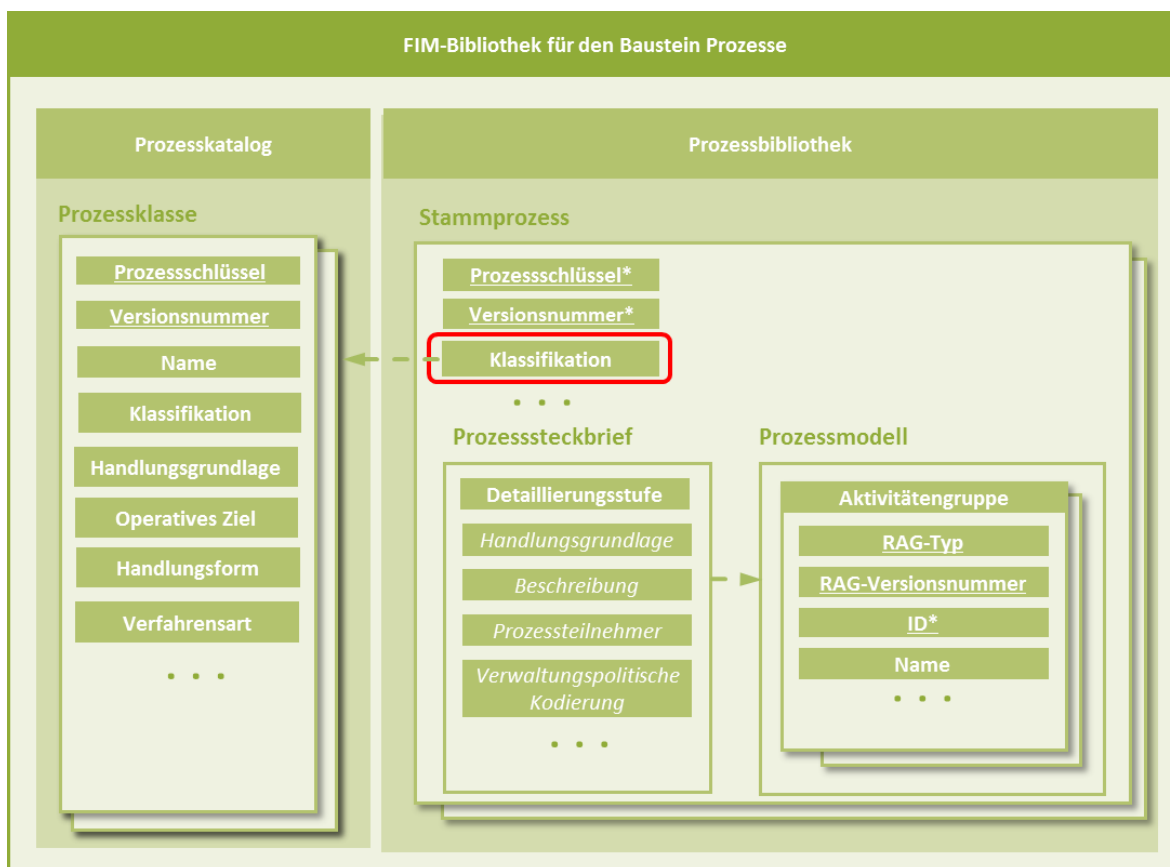 FIM-Bibliothek für den Baustein Prozesse
Prozesskatalog
Prozessklasse
Prozessschlüssel
Versionsnummer
Name
Klassifikation
Handlungsgrundlage
Operatives Ziel
Handlungsform
Verfahrensart
. . .
Prozessbibliothek
Stammprozess
Prozessschlüssel*
Versionsnummer*
Klassifikation
. . .
Prozesssteckbrief
Detaillierungsstufe
Handlungsgrundlage
Beschreibung
Prozessteilnehmer
Verwaltungspolitische
Kodierung
. . .
Prozessmodell
Aktivitätengruppe
RAG-Typ
RAG-Versionsnummer
ID*
Name
. . .